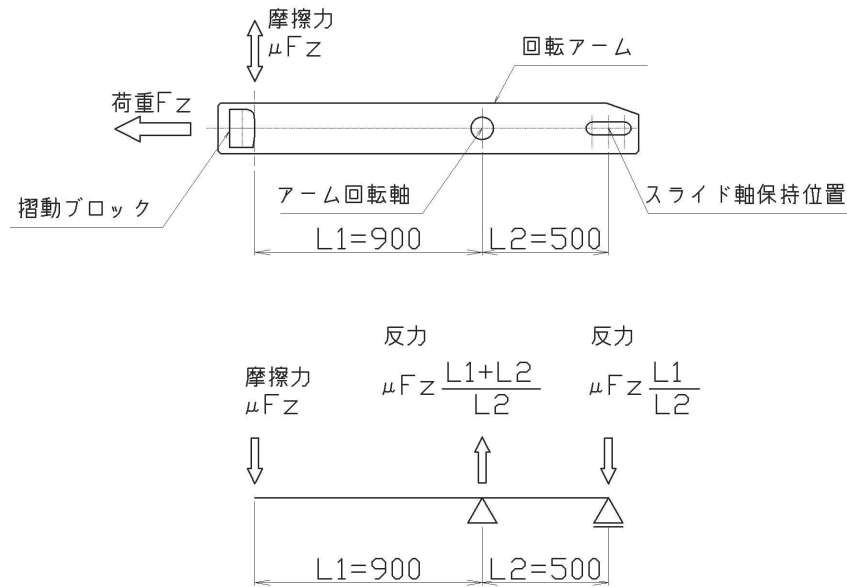 摩擦力
μFz
回転アーム
荷重Fz
摺動ブロック
アーム回転軸
スライド軸保持位置
L1=900
L2=500
反力
反力
摩擦力
μFz
μFz (L1+L2)/L2
μFz L1/L2
L1=900
L2=500